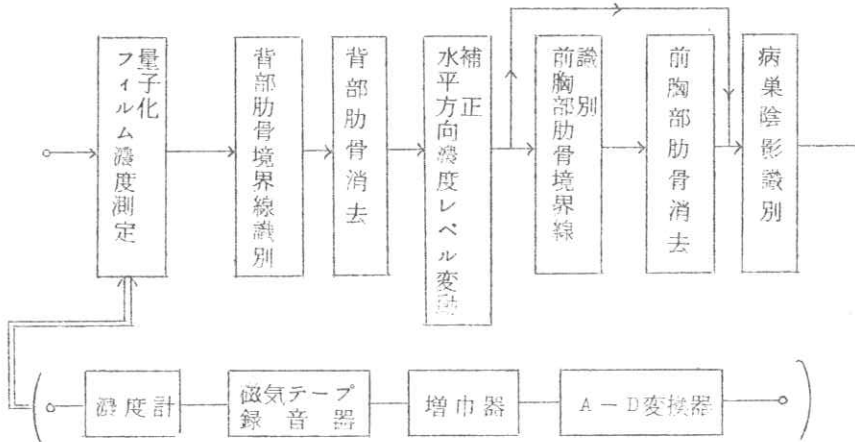 フィルム濃度測定
量子化
背部肋骨境界線識別
背部肋骨消去
水平方向濃度レベル変動
補正
前胸部肋骨境界線
識別
前胸部肋骨消去
病巣陰影識別
濃度計
磁気テープ
録音器
増巾器
A-D変換器